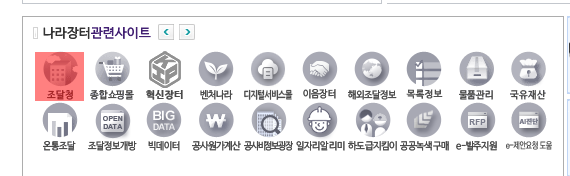 나라장터관련사이트
조달청 종합쇼핑몰 혁신장터 벤처나라 디지털서비스몰 이음장터 해외조달정보 목록정보 물품관리 국유재산
온통조달 조달정보개방 빅데이터 공사원가계산 공사비정보광장 일자리알리미 하도급지킴이 공공녹색구매 e-발주지원 e-제안요청도움
OPEN DATA
BIG DATA
RFP
AI진단